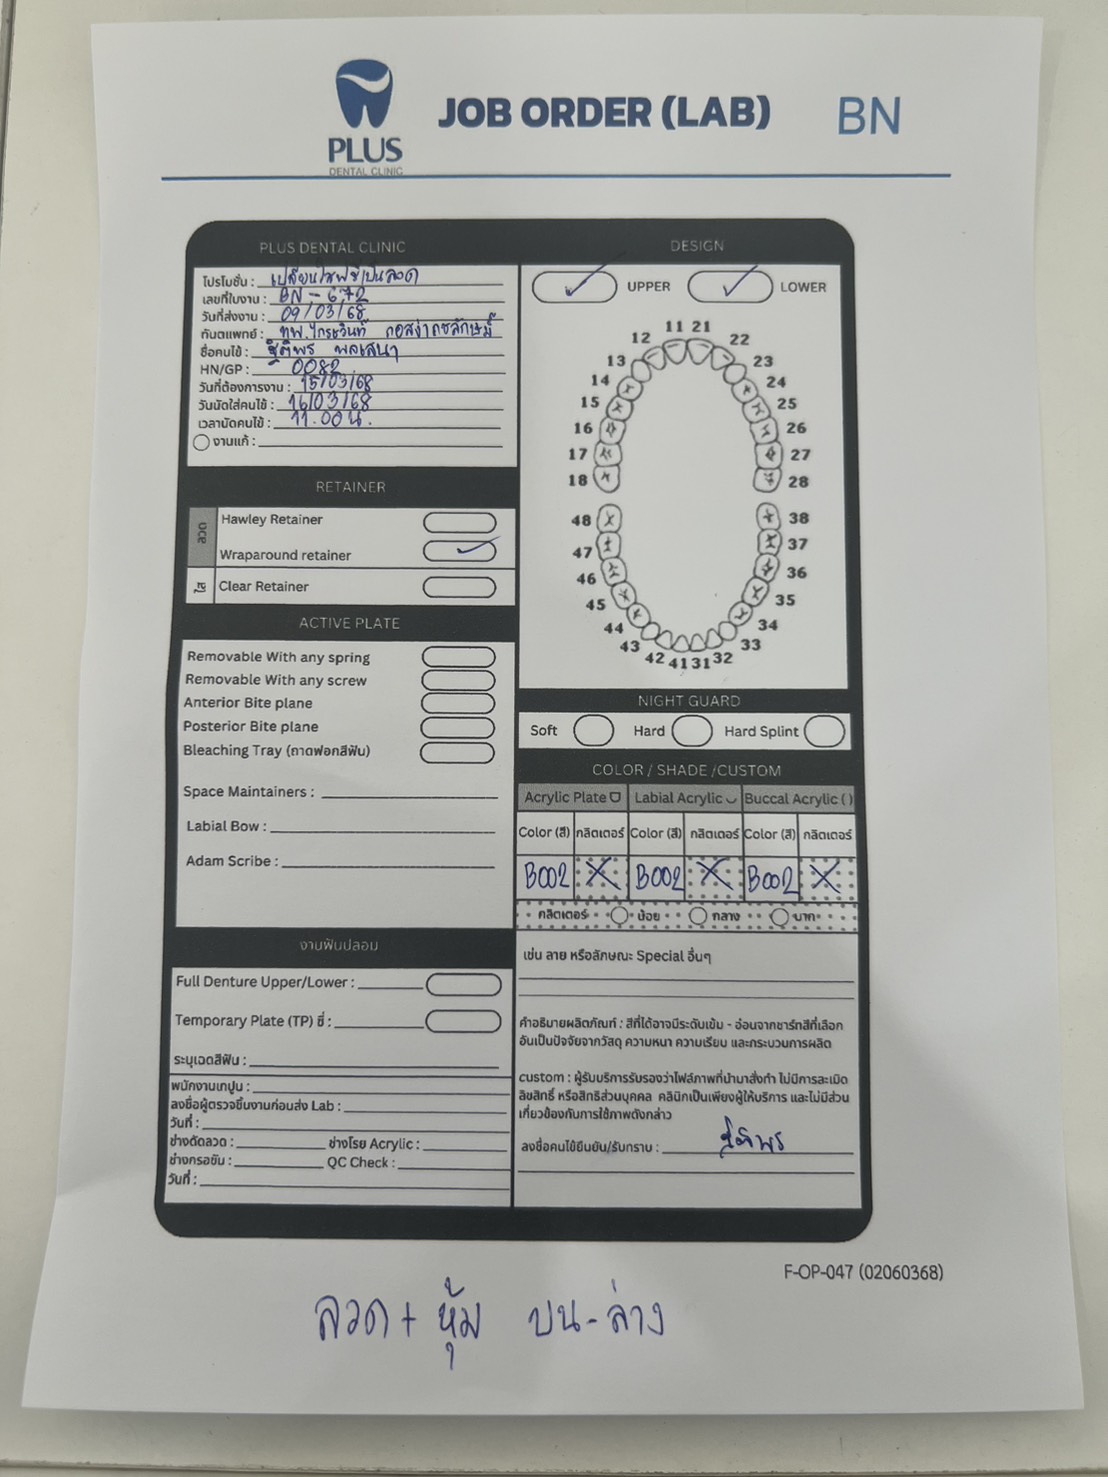 PLUS
DENTAL CLINIC
JOB ORDER (LAB) BN
PLUS DENTAL CLINIC
โปรโมชั่น : เปลี่ยนใสฟรีเป็นลวด
เลขที่ใบงาน : BN - 672
วันที่ส่งงาน : 09/03/68
ทันตแพทย์ : ทพ.ไกรชวินท์
ชื่อคนไข้ : ฐิติพร พลเสนา
HN/GP : 0082
วันที่ต้องการงาน : 15/03/68
วันนัดใส่คนไข้ : 16/03/68
เวลานัดคนไข้ : 11.00 น.
งานแก้ :
RETAINER
ลวด
Hawley Retainer
Wraparound retainer
ใส
Clear Retainer
ACTIVE PLATE
Removable With any spring
Removable With any screw
Anterior Bite plane
Posterior Bite plane
Bleaching Tray (ถาดฟอกสีฟัน)
Space Maintainers :
Labial Bow :
Adam Scribe :
งานฟันปลอม
Full Denture Upper/Lower :
Temporary Plate (TP) ซี่ :
ระบุเฉดสีฟัน :
พนักงานเทปูน :
ลงชื่อผู้ตรวจชิ้นงานก่อนส่ง Lab :
วันที่ :
ช่างดัดลวด : ช่างโรย Acrylic :
ช่างกรอขัน : QC Check :
วันที่ :
DESIGN
UPPER LOWER
11 21
12 22
13 23
14 24
15 25
16 26
17 27
18 28
48 38
47 37
46 36
45 35
44 34
43 33
42 41 31 32
NIGHT GUARD
Soft Hard Hard Splint
COLOR / SHADE /CUSTOM
Acrylic Plate Labial Acrylic Buccal Acrylic ( )
Color (สี) กลิตเตอร์ Color (สี) กลิตเตอร์ Color (สี) กลิตเตอร์
B002 X B002 X B002 X
กลิตเตอร์ น้อย กลาง มาก
เช่น ลาย หรือลักษณะ Special อื่นๆ
คำอธิบายผลิตภัณฑ์ : สีที่ได้อาจมีระดับเข้ม - อ่อนจากชาร์ทสีที่เลือก
อันเป็นปัจจัยจากวัสดุ ความหนา ความเรียบ และกระบวนการผลิต
custom : ผู้รับบริการรับรองว่าไฟล์ภาพที่นำมาสั่งทำ ไม่มีการละเมิด
ลิขสิทธิ์ หรือสิทธิส่วนบุคคล คลินิกเป็นเพียงผู้ให้บริการ และไม่มีส่วน
เกี่ยวข้องกับการใช้ภาพดังกล่าว
ลงชื่อคนไข้ยืนยัน/รับทราบ : ฐิติพร
F-OP-047 (02060368)
ลวด + หุ้ม บน - ล่าง